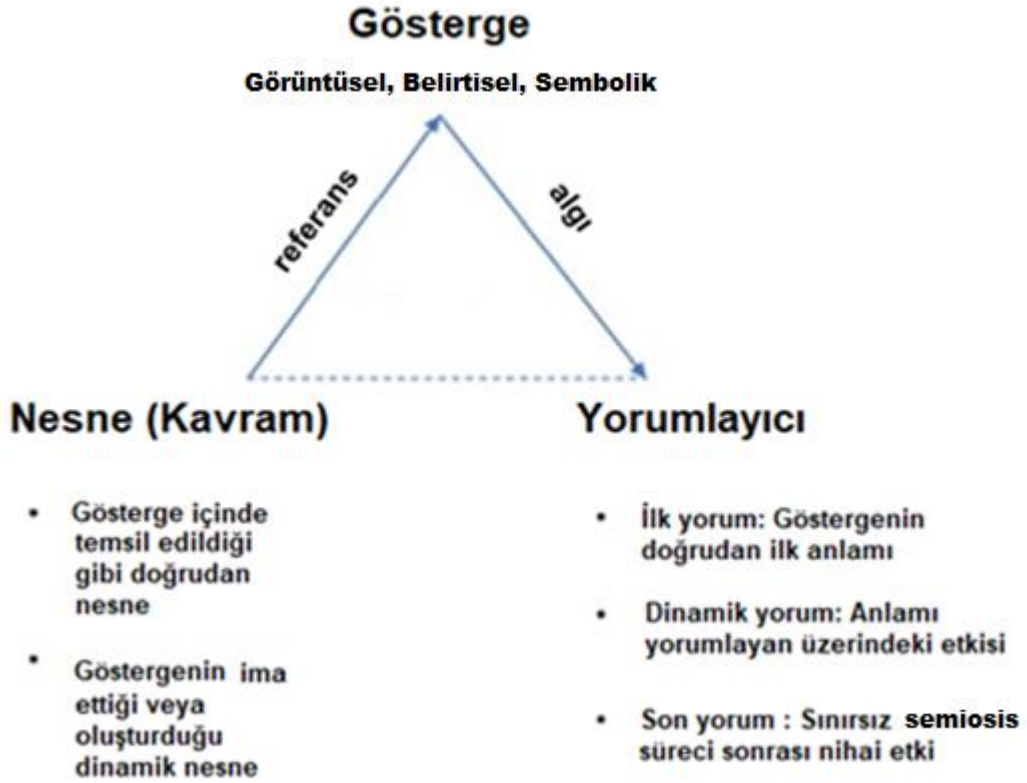 Gösterge
Görüntüsel, Belirtisel, Sembolik
referans
algı
Nesne (Kavram)
Yorumlayıcı
• Gösterge içinde
temsil edildiği
gibi doğrudan
nesne
• Göstergenin ima
ettiği veya
oluşturduğu
dinamik nesne
• İlk yorum: Göstergenin
doğrudan ilk anlamı
• Dinamik yorum: Anlamı
yorumlayan üzerindeki etkisi
• Son yorum : Sınırsız semiosis
süreci sonrası nihai etki